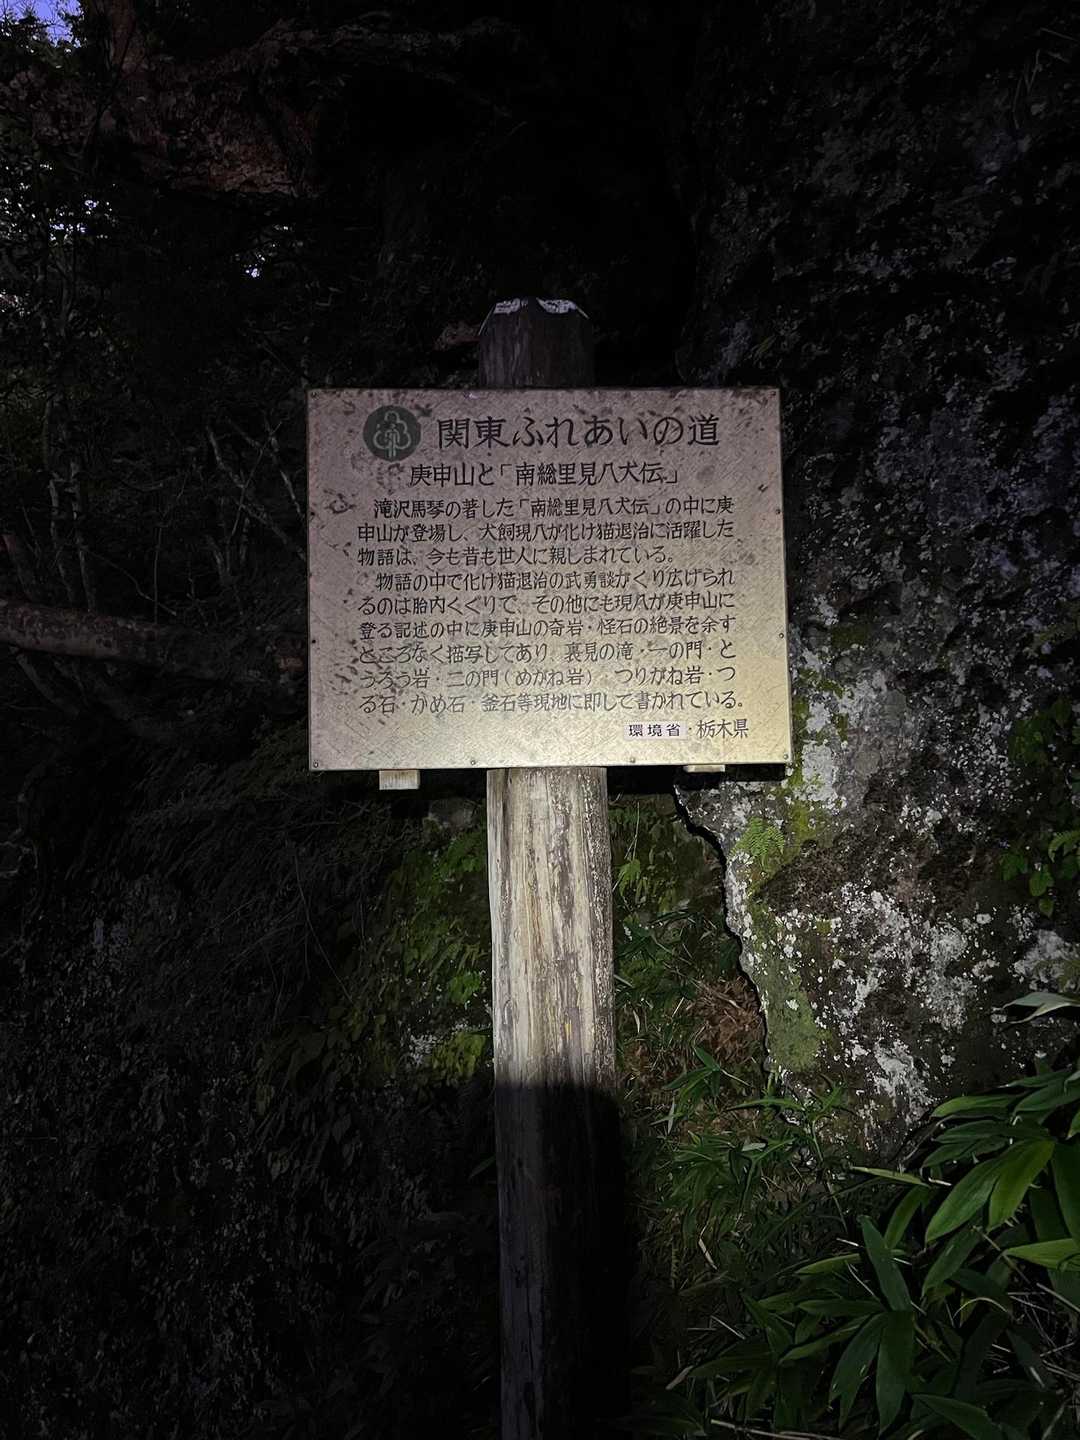 関東ふれあいの道
庚申山と「南総里見八犬伝」
滝沢馬琴の著した「南総里見八犬伝」の中に庚
申山が登場し、犬飼現八が化け猫退治に活躍した
物語は、今も昔も世人に親しまれている。
物語の中で化け猫退治の武勇談がくり広げられ
るのは胎内くぐりで、その他にも現八が庚申山に
登る記述の中に庚申山の奇岩・怪石の絶景を余す
ところなく描写してあり、裏見の滝・一の門・と
うろう岩・二の門(めがね岩)・つりがね岩・つ
る石・かめ石・釜石等現地に即して書かれている。
環境省・栃木県